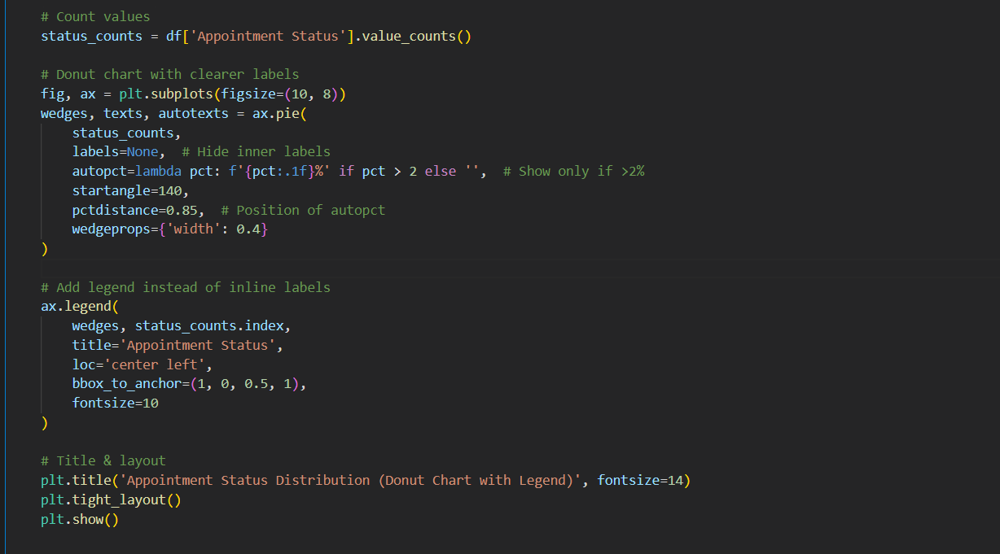 # Count values
status_counts = df['Appointment Status'].value_counts()

# Donut chart with clearer labels
fig, ax = plt.subplots(figsize=(10, 8))
wedges, texts, autotexts = ax.pie(
    status_counts,
    labels=None,  # Hide inner labels
    autopct=lambda pct: f'{pct:.1f}%' if pct > 2 else '',  # Show only if >2%
    startangle=140,
    pctdistance=0.85,  # Position of autopct
    wedgeprops={'width': 0.4}
)

# Add legend instead of inline labels
ax.legend(
    wedges, status_counts.index,
    title='Appointment Status',
    loc='center left',
    bbox_to_anchor=(1, 0, 0.5, 1),
    fontsize=10
)

# Title & layout
plt.title('Appointment Status Distribution (Donut Chart with Legend)', fontsize=14)
plt.tight_layout()
plt.show()